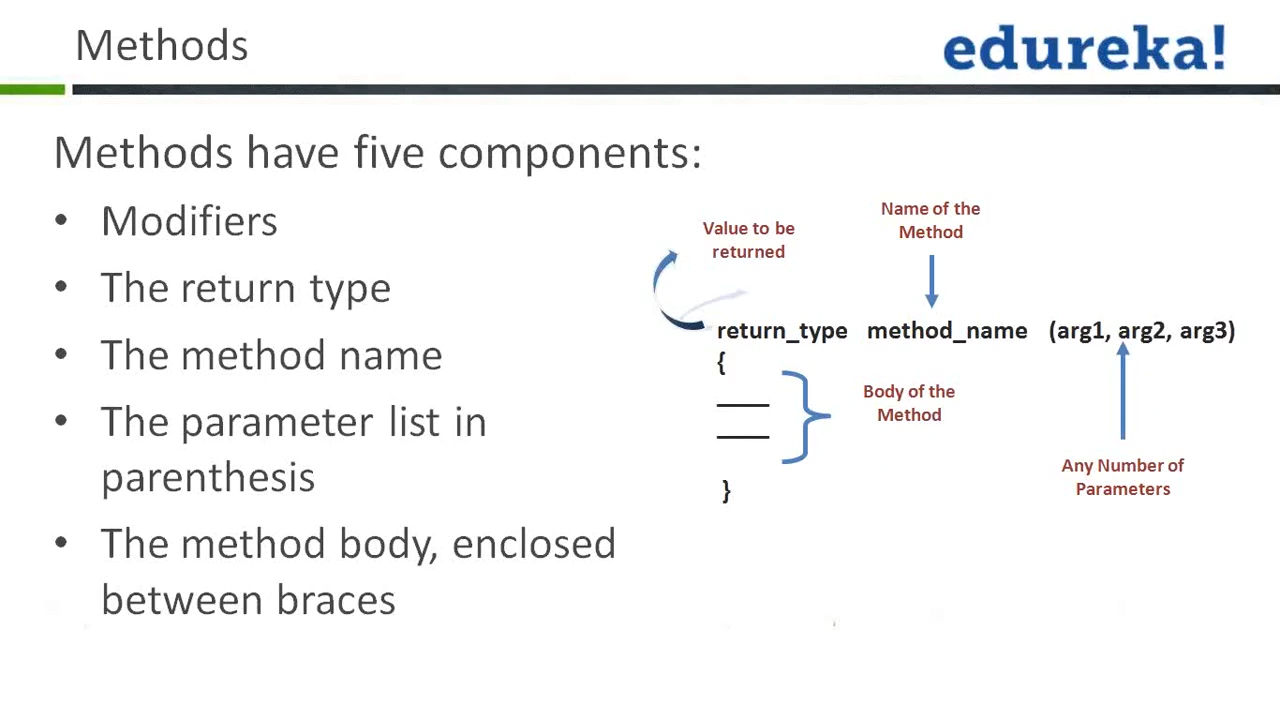 Methods
edureka!
Methods have five components:
• Modifiers
• The return type
• The method name
• The parameter list in
parenthesis
• The method body, enclosed
between braces
Value to be
returned
Name of the
Method
return_type method_name (arg1, arg2, arg3)
{
Body of the
Method
}
Any Number of
Parameters